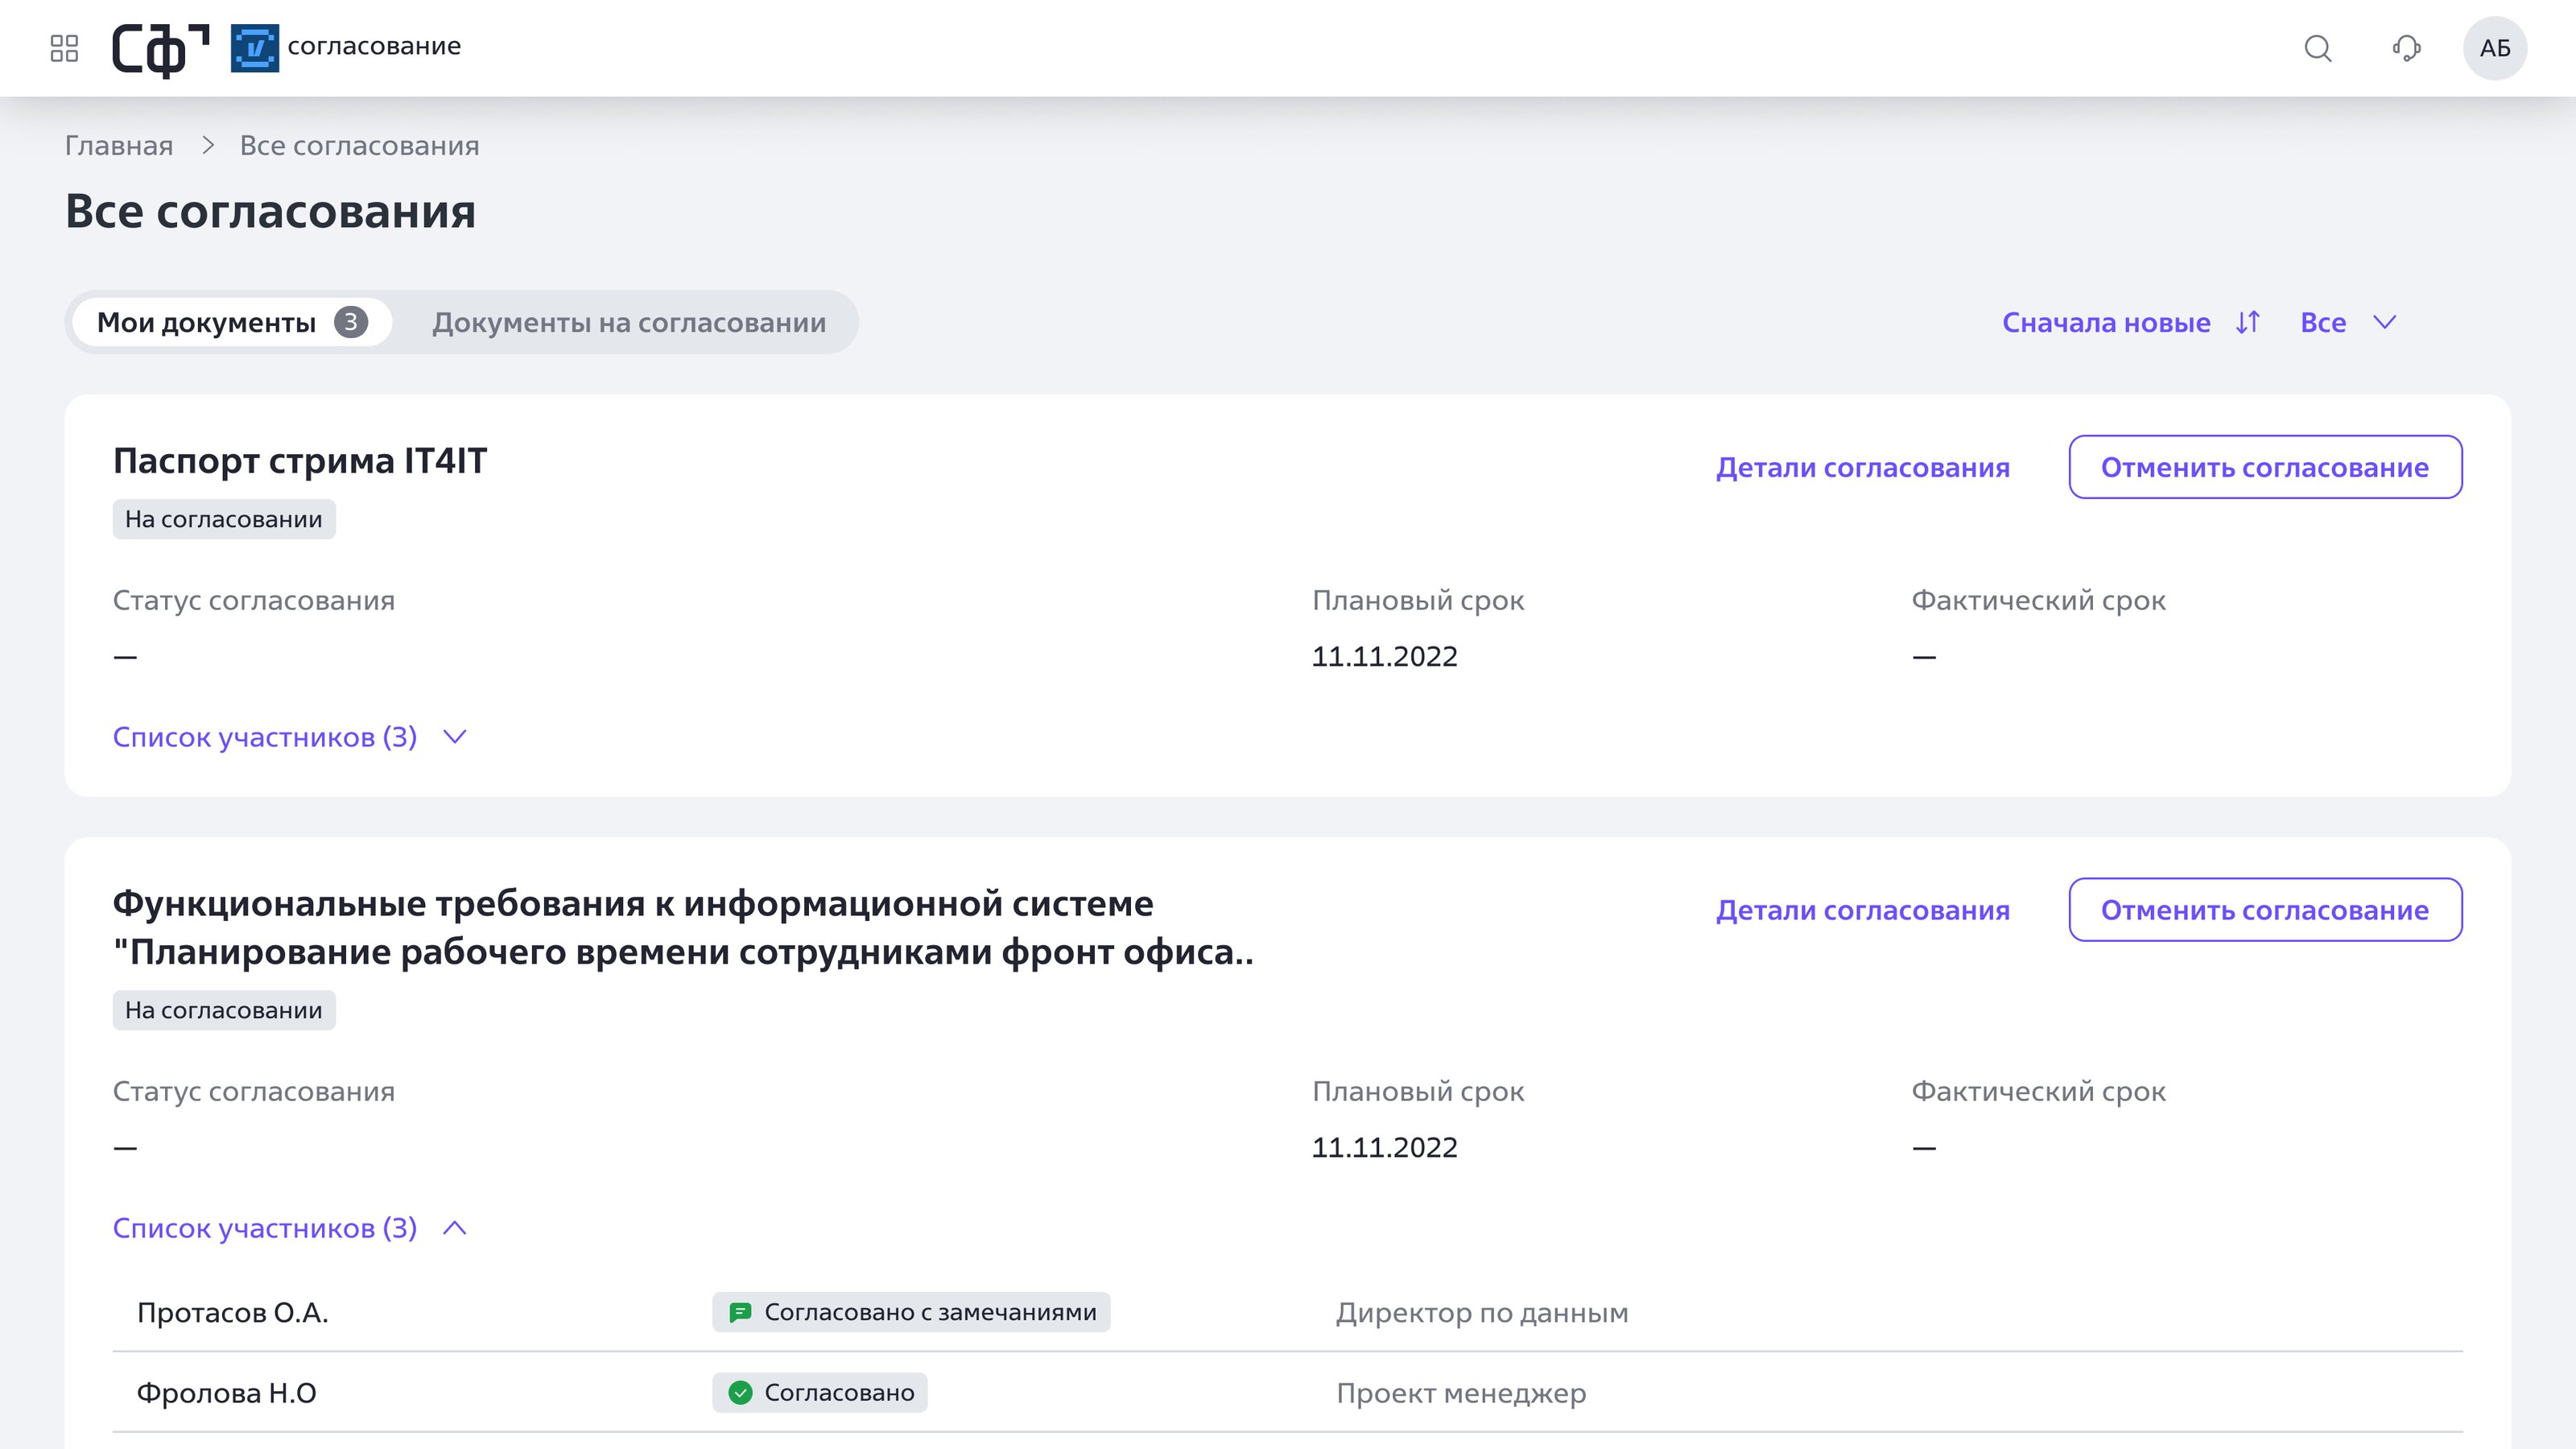 Сф согласование АБ
Главная Все согласования
Все согласования
Мои документы 3 Документы на согласовании Сначала новые Все
Паспорт стрима IT4IT Детали согласования Отменить согласование
На согласовании
Статус согласования Плановый срок Фактический срок
— 11.11.2022 —
Список участников (3)
Функциональные требования к информационной системе Детали согласования Отменить согласование
"Планирование рабочего времени сотрудниками фронт офиса..
На согласовании
Статус согласования Плановый срок Фактический срок
— 11.11.2022 —
Список участников (3)
Протасов О.А. Согласовано с замечаниями Директор по данным
Фролова Н.О Согласовано Проект менеджер